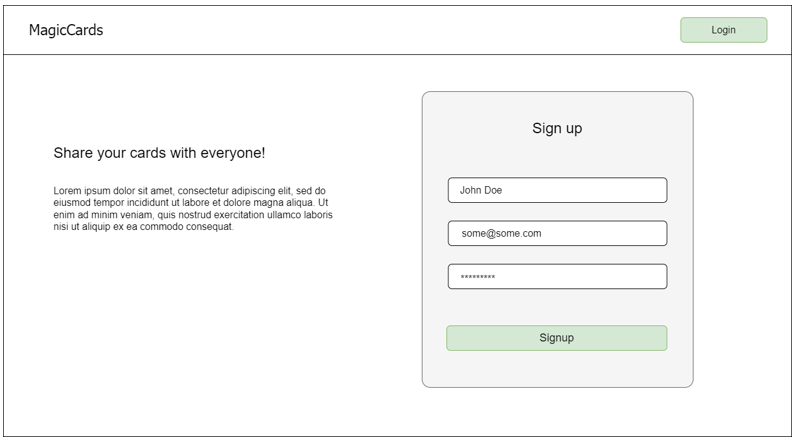 MagicCards
Login
Share your cards with everyone!
Lorem ipsum dolor sit amet, consectetur adipiscing elit, sed do
eiusmod tempor incididunt ut labore et dolore magna aliqua. Ut
enim ad minim veniam, quis nostrud exercitation ullamco laboris
nisi ut aliquip ex ea commodo consequat.
Sign up
John Doe
some@some.com
*********
Signup